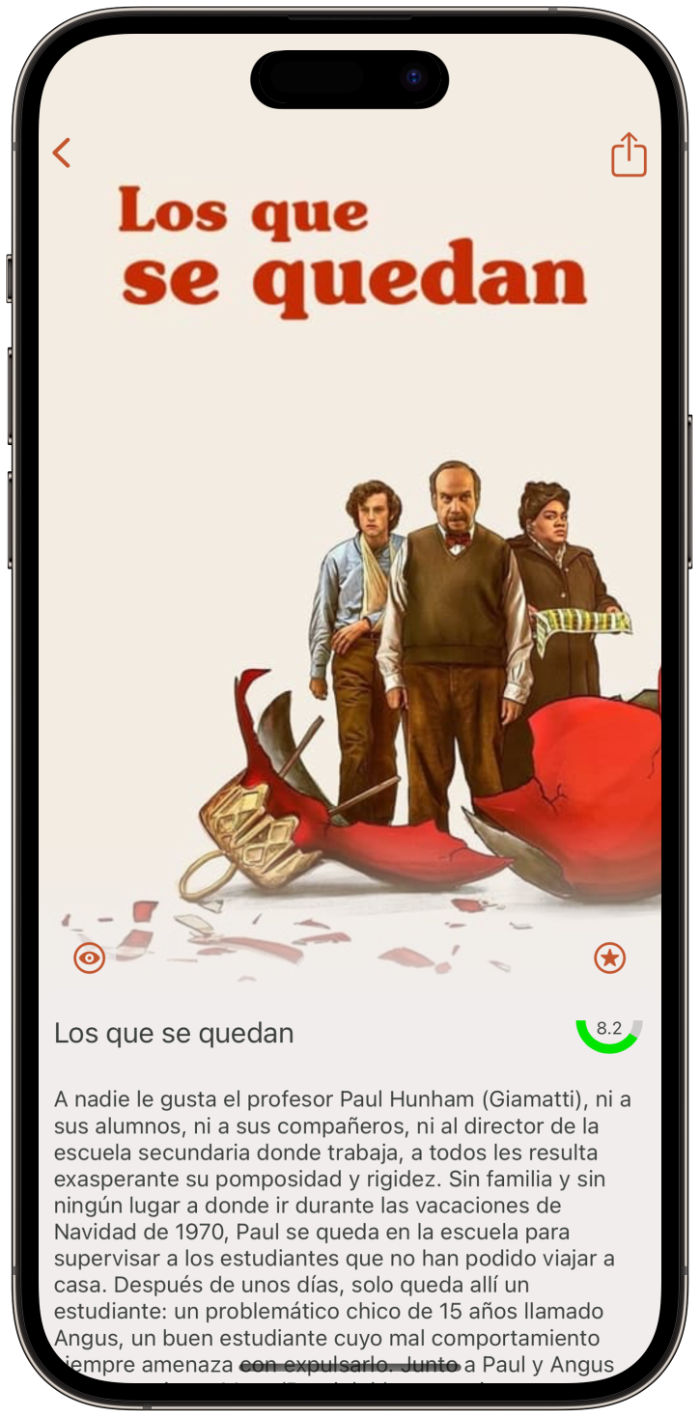 Los que
se quedan
Los que se quedan
8.2
A nadie le gusta el profesor Paul Hunham (Giamatti), ni a
sus alumnos, ni a sus compañeros, ni al director de la
escuela secundaria donde trabaja, a todos les resulta
exasperante su pomposidad y rigidez. Sin familia y sin
ningún lugar a donde ir durante las vacaciones de
Navidad de 1970, Paul se queda en la escuela para
supervisar a los estudiantes que no han podido viajar a
casa. Después de unos días, solo queda allí un
estudiante: un problemático chico de 15 años llamado
Angus, un buen estudiante cuyo mal comportamiento
siempre amenaza con expulsarlo. Junto a Paul y Angus